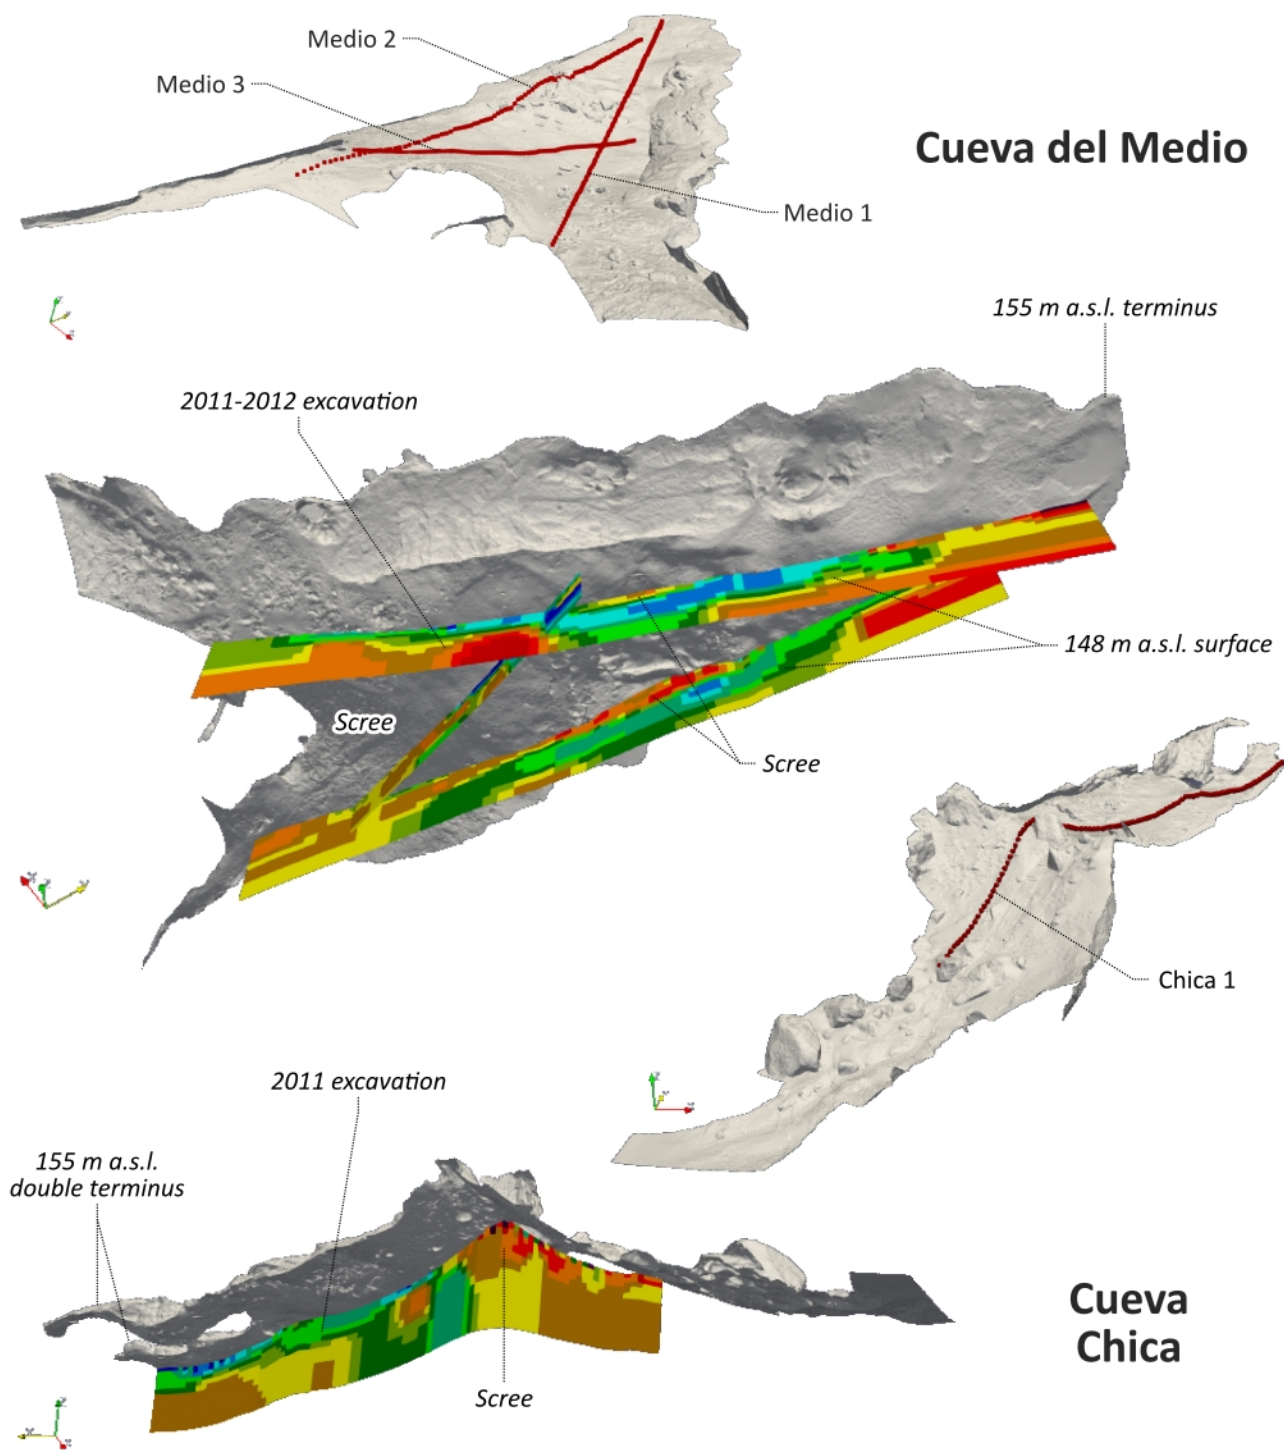 Medio 2
Medio 3
Cueva del Medio
Medio 1
155 m a.s.l. terminus
2011-2012 excavation
148 m a.s.l. surface
Scree
Scree
Chica 1
2011 excavation
155 m a.s.l.
double terminus
Cueva
Chica
Scree